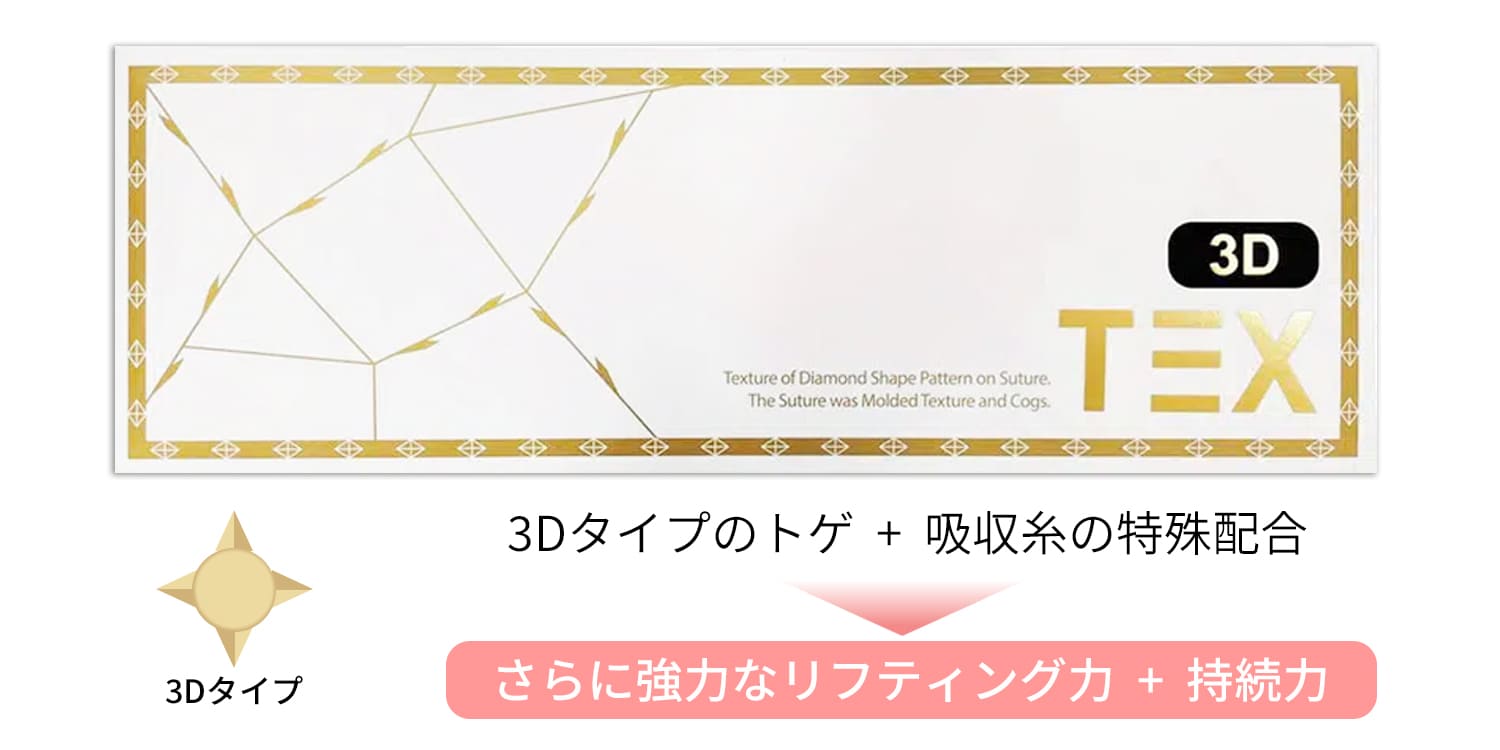 3D
TEX
Texture of Diamond Shape Pattern on Suture.
The Suture was Molded Texture and Cogs.
3Dタイプのトゲ + 吸収糸の特殊配合
さらに強力なリフティング力 + 持続力
3Dタイプ